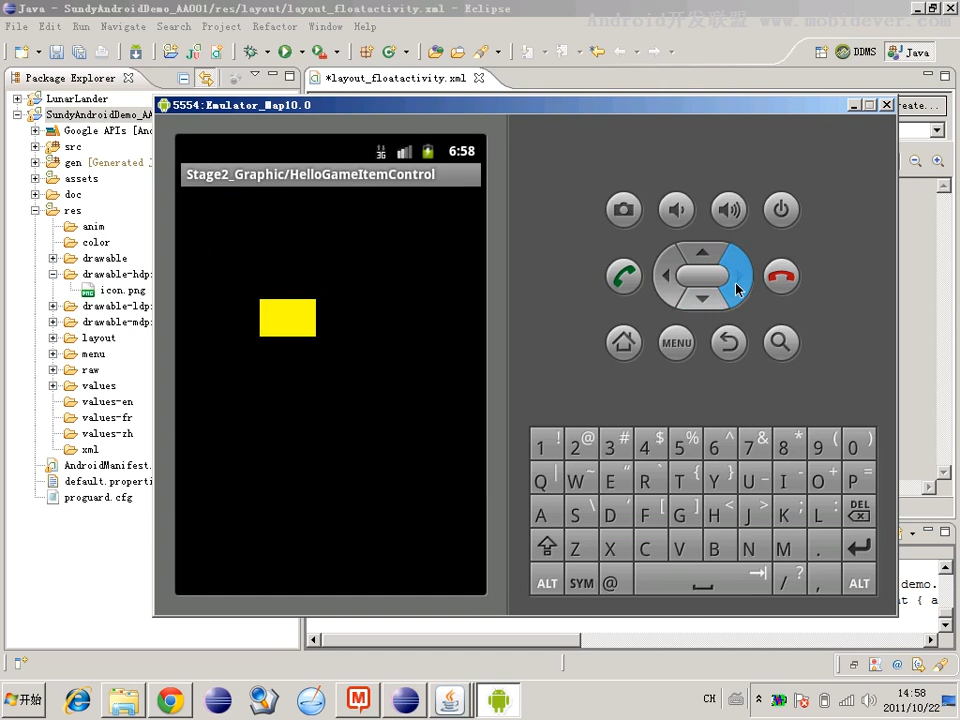 Java - SundyAndroidDemo_AA001/res/layout/layout_floatactivity.xml - Eclipse
Android开发联盟 www.mobidever.com
File Edit Run Navigate Search Project Refactor Window Help
DDMS Java
Package Explorer
*layout_floatactivity.xml
LunarLander
SundyAndroidDemo_AA
Google APIs [And
src
gen [Generated
assets
doc
res
anim
color
drawable
drawable-hdp
icon.png
drawable-ldp
drawable-mdp
layout
menu
raw
values
values-en
values-fr
values-zh
xml
AndroidManifest.
default.properti
proguard.cfg
5554:Emulator_Map10.0
reate...
3G 6:58
Stage2_Graphic/HelloGameItemControl
MENU
1 ! 2 @ 3 # 4 $ 5 % 6 ^ 7 & 8 * 9 ( 0 )
Q | W ~ E “ R ` T { Y } U _ I - O + P =
A S \ D ' F [ G ] H < J > K ; L : DEL
Z X C V B N M .
ALT SYM @ / ? , ALT
demo.
t { a
开始
CH
14:58
2011/10/22